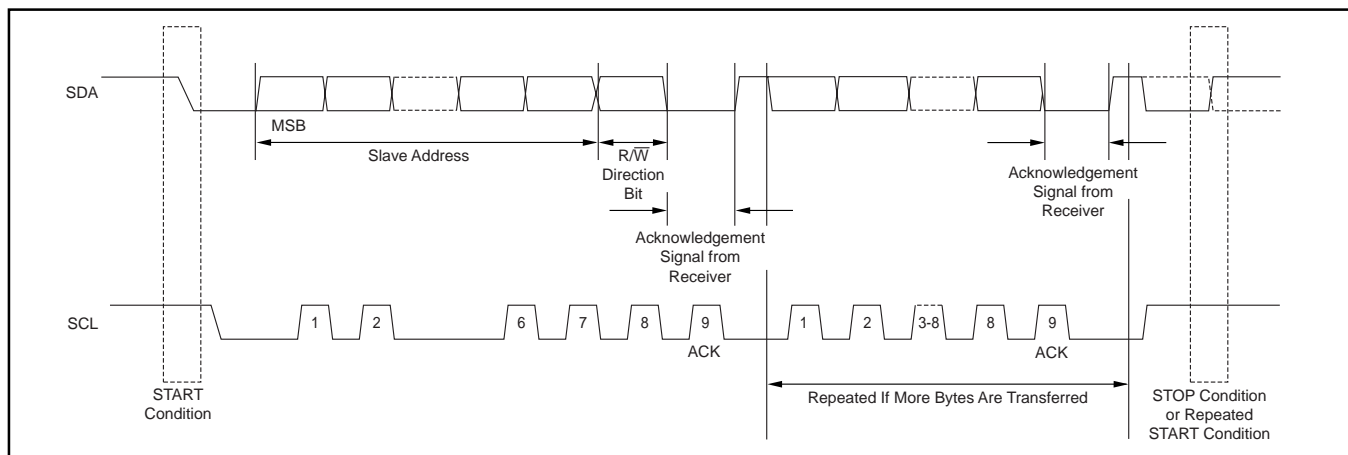 SDA
MSB
Slave Address
R/W̅
Direction
Bit
Acknowledgement
Signal from
Receiver
Acknowledgement
Signal from
Receiver
SCL
1
2
6
7
8
9
ACK
1
2
3-8
8
9
ACK
START
Condition
Repeated If More Bytes Are Transferred
STOP Condition
or Repeated
START Condition